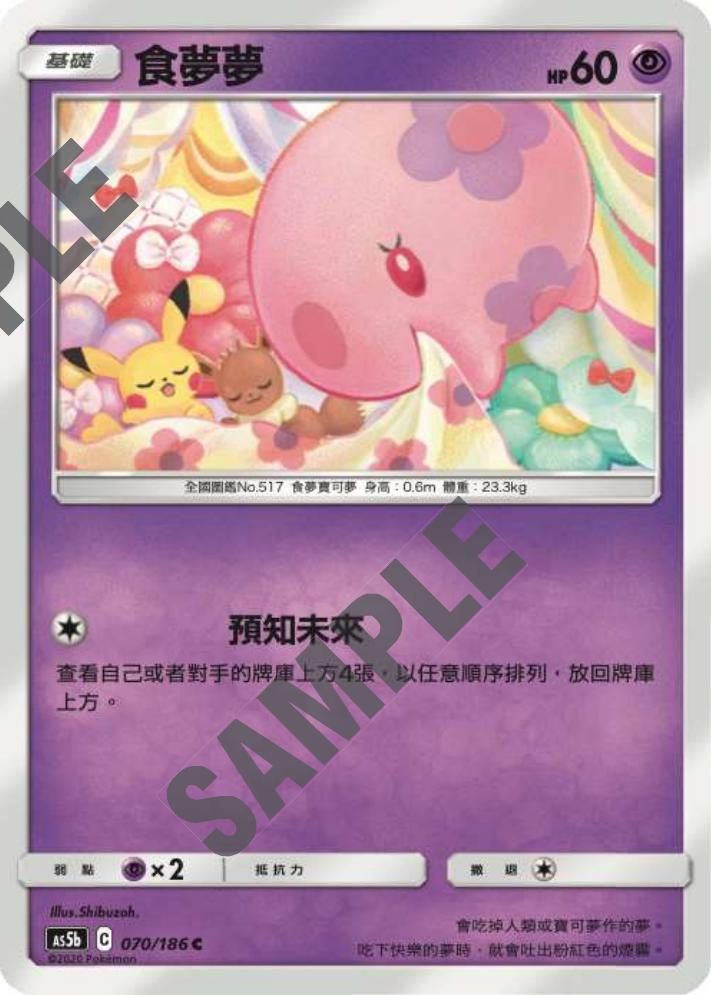 基礎 食夢夢 HP60
全國圖鑑No.517 食夢寶可夢 身高：0.6m 體重：23.3kg
預知未來
查看自己或者對手的牌庫上方4張，以任意順序排列，放回牌庫
上方。
弱點 ×2 抵抗力 撤退
Illus.Shibuzoh.
AS5b C 070/186 C
©2020 Pokémon
會吃掉人類或寶可夢作的夢。
吃下快樂的夢時，就會吐出粉紅色的煙霧。
SAMPLE
PLE